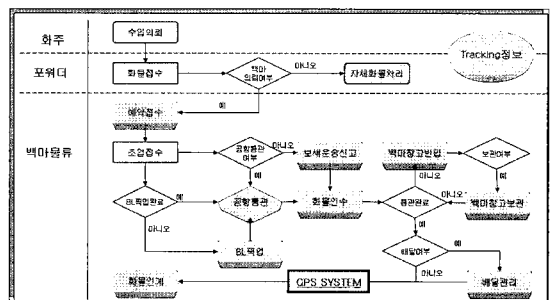 화주
수입의뢰
Tracking정보
포워더
화물접수
백마
의뢰여부
아니오
자체화물처리
예
예약접수
백마물류
조업접수
공항통관
여부
아니오
보세운송신고
백마창고반입
보관여부
예
아니오
예
BL픽업완료
예
공항통관
화물인수
통관완료
백마창고보관
아니오
예
BL픽업
배달여부
예
아니오
화물인계
GPS SYSTEM
배달관리